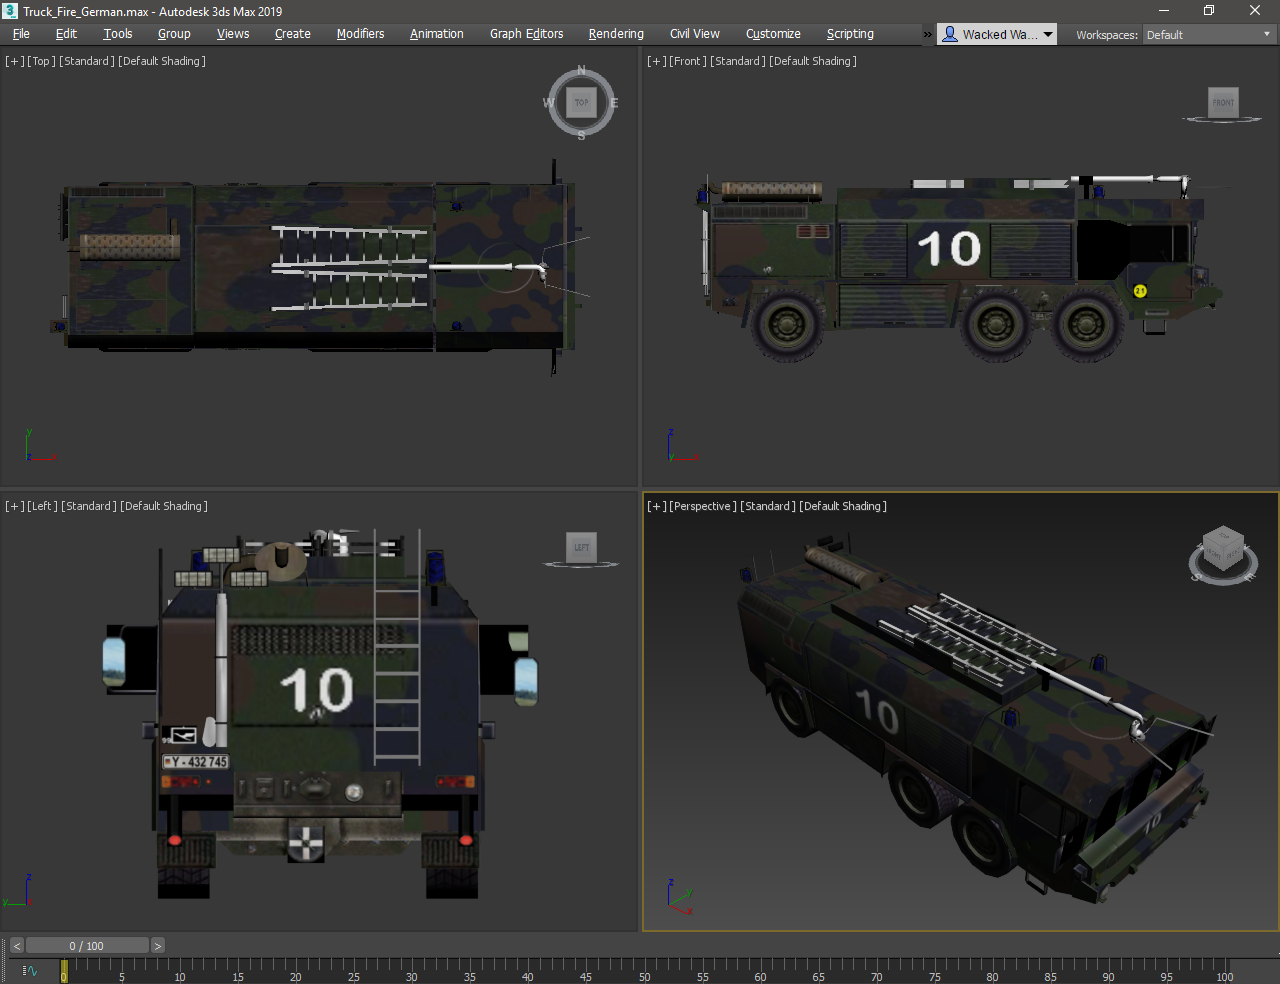 Truck_Fire_German.max - Autodesk 3ds Max 2019
File Edit Tools Group Views Create Modifiers Animation Graph Editors Rendering Civil View Customize Scripting » Wacked Wa... Workspaces: Default
[+] [Top] [Standard] [Default Shading]
N
W TOP E
S
[+] [Front] [Standard] [Default Shading]
FRONT
10
21
y
z x
z
y x
[+] [Left] [Standard] [Default Shading]
LEFT
10
Y - 432 745
z
y x
[+] [Perspective] [Standard] [Default Shading]
TOP
S E
10
10
z
y
x
< 0 / 100 >
0 5 10 15 20 25 30 35 40 45 50 55 60 65 70 75 80 85 90 95 100